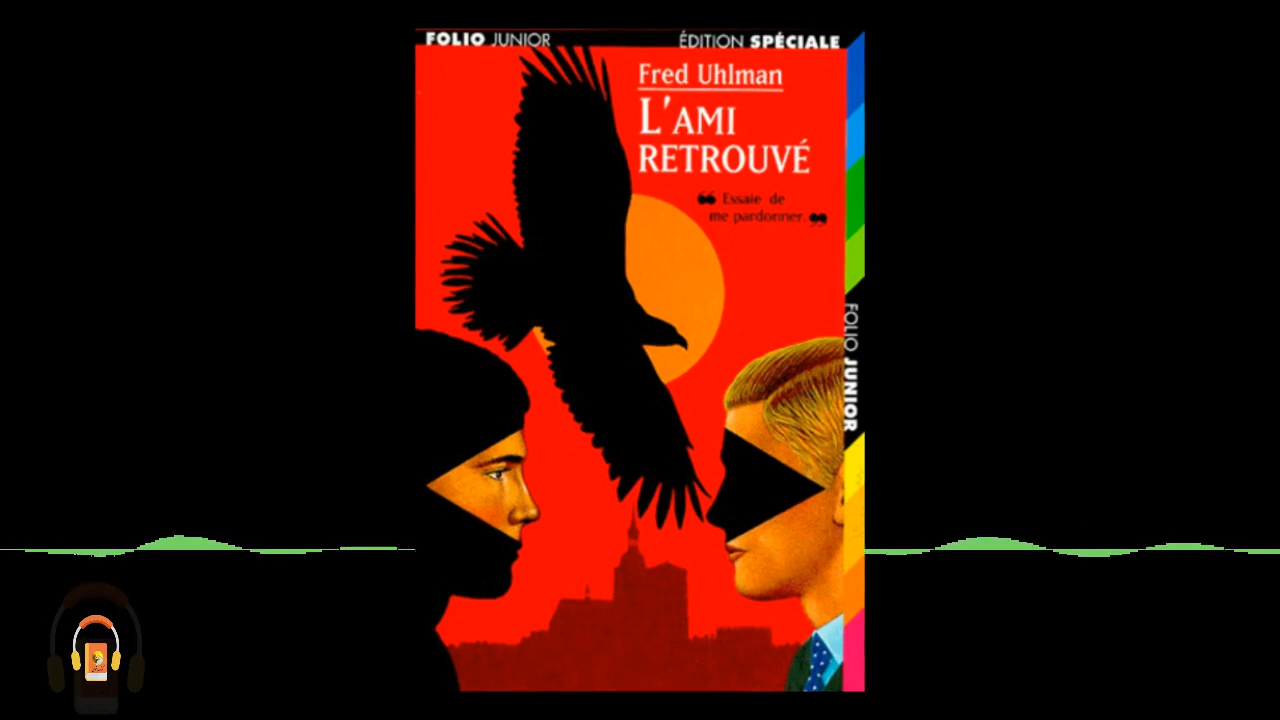 FOLIO JUNIOR
ÉDITION SPÉCIALE
Fred Uhlman
L'AMI
RETROUVÉ
❝ Essaie de
me pardonner. ❞
FOLIO JUNIOR